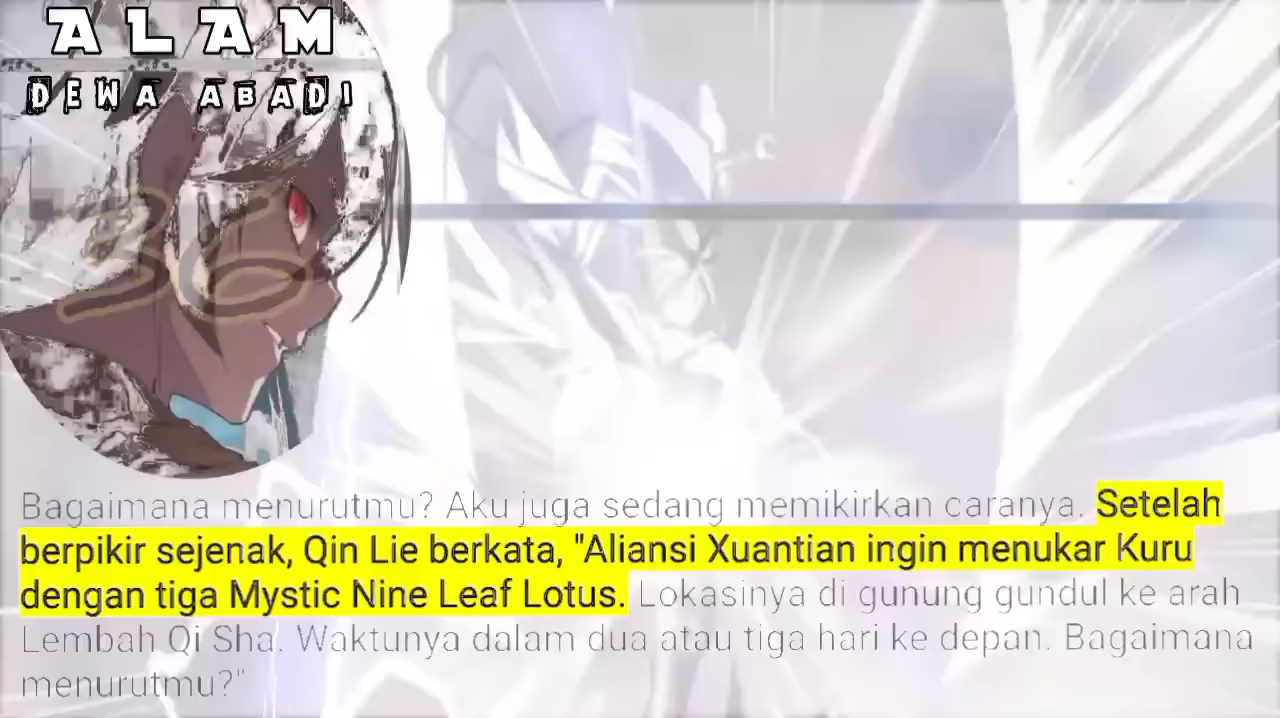 ALAM
DEWA ABADI
36
Bagaimana menurutmu? Aku juga sedang memikirkan caranya. Setelah
berpikir sejenak, Qin Lie berkata, "Aliansi Xuantian ingin menukar Kuru
dengan tiga Mystic Nine Leaf Lotus. Lokasinya di gunung gundul ke arah
Lembah Qi Sha. Waktunya dalam dua atau tiga hari ke depan. Bagaimana
menurutmu?"